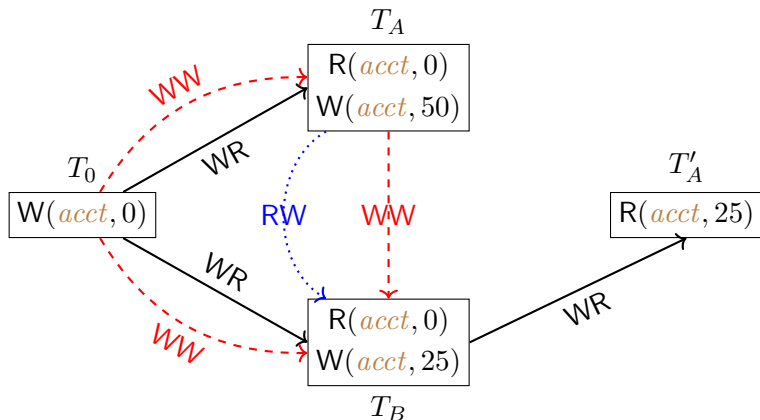 T_A
R(acct, 0)
W(acct, 50)
WW
WR
T_0
W(acct, 0)
RW
WW
T'_A
R(acct, 25)
WR
WW
R(acct, 0)
W(acct, 25)
WR
T_B